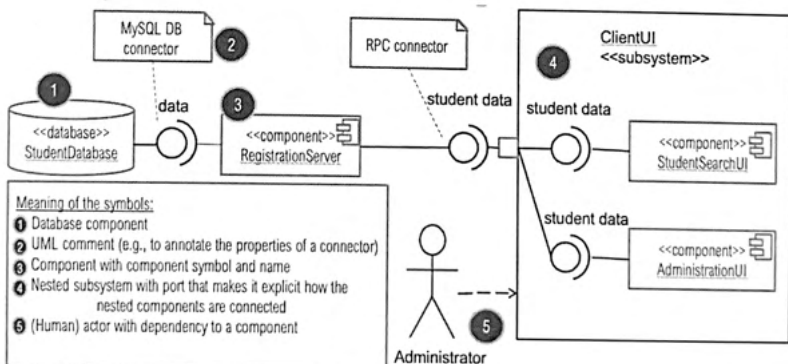 MySQL DB
connector
2
RPC connector
ClientUI
<<subsystem>>
4
1
data
3
student data
student data
<<database>>
StudentDatabase
<<component>>
RegistrationServer
<<component>>
StudentSearchUI
student data
<<component>>
AdministrationUI
Meaning of the symbols:
1 Database component
2 UML comment (e.g., to annotate the properties of a connector)
3 Component with component symbol and name
4 Nested subsystem with port that makes it explicit how the
nested components are connected
5 (Human) actor with dependency to a component
5
Administrator